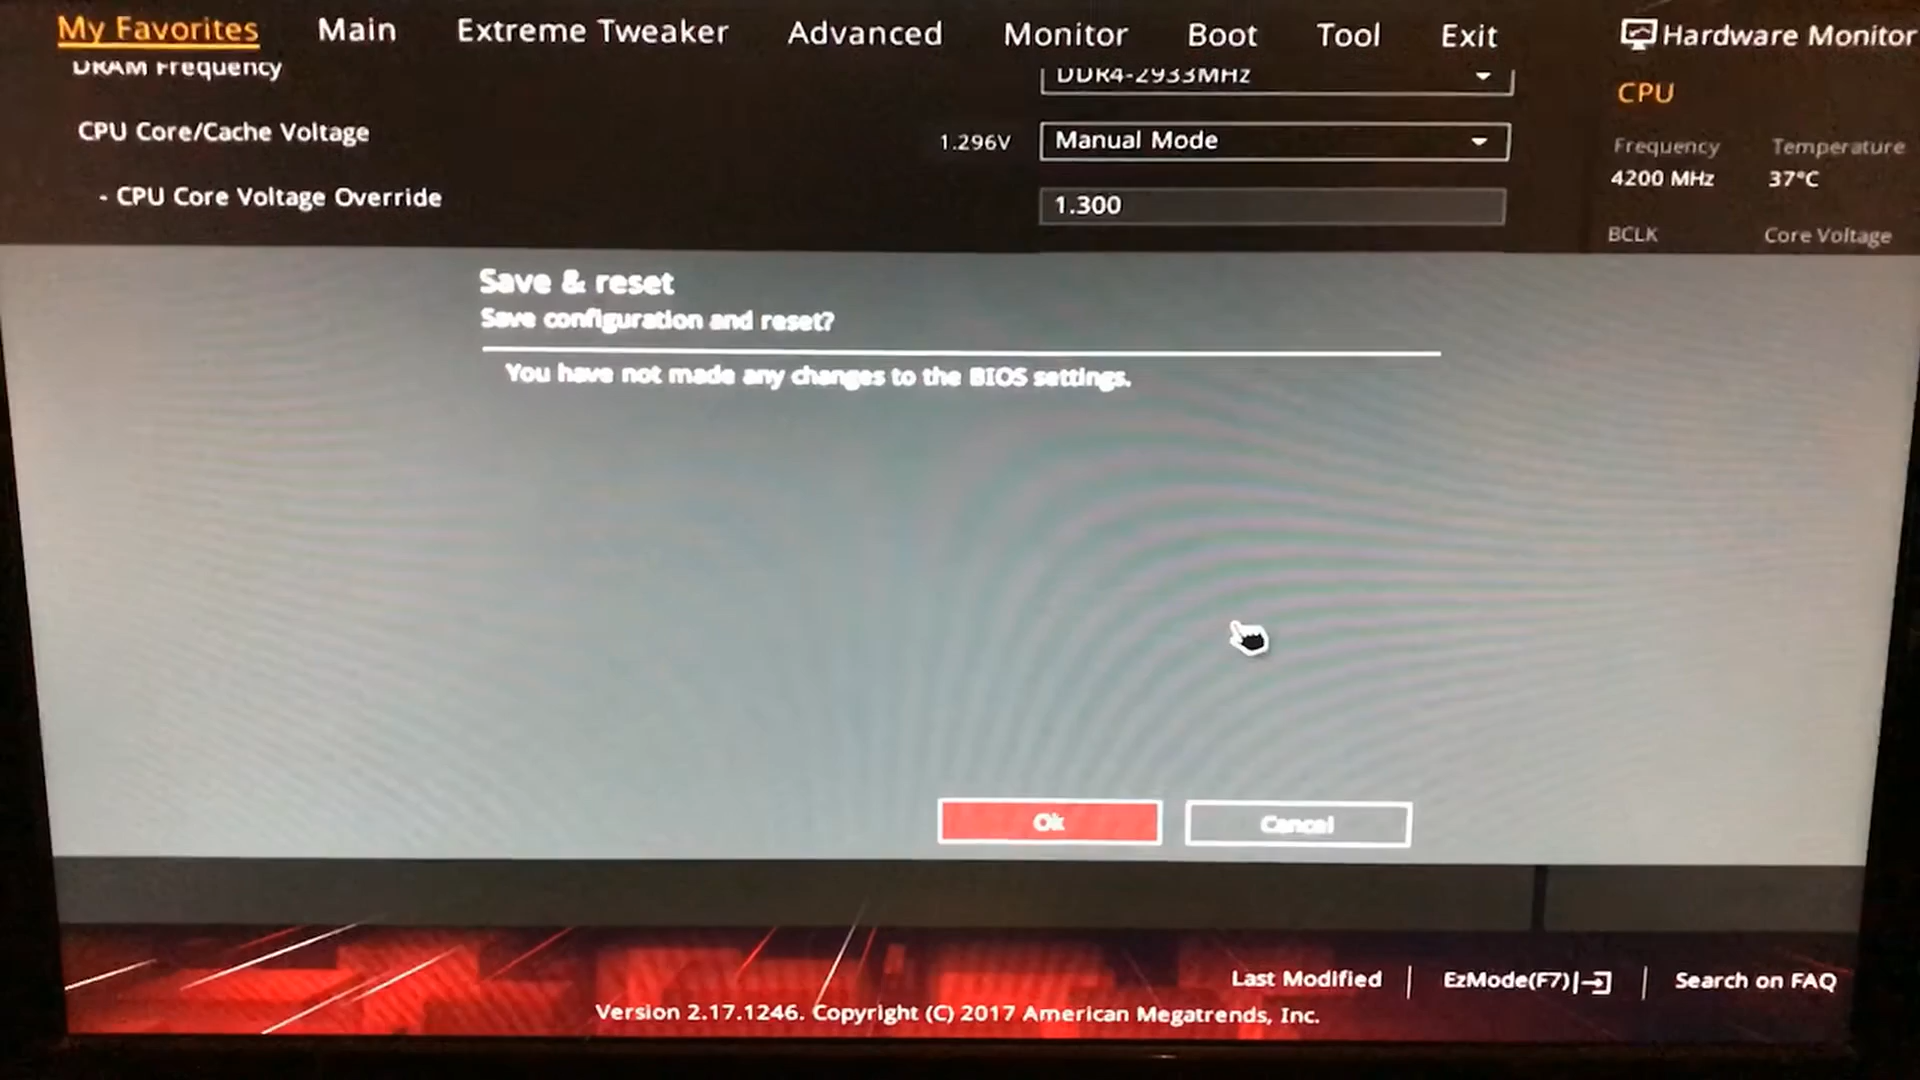 My Favorites Main Extreme Tweaker Advanced Monitor Boot Tool Exit Hardware Monitor
DRAM Frequency DDR4-2933MHz
CPU
CPU Core/Cache Voltage 1.296V Manual Mode
Frequency Temperature
4200 MHz 37°C
- CPU Core Voltage Override 1.300
BCLK Core Voltage
Save & reset
Save configuration and reset?
You have not made any changes to the BIOS settings.
Ok Cancel
Last Modified EzMode(F7) Search on FAQ
Version 2.17.1246. Copyright (C) 2017 American Megatrends, Inc.